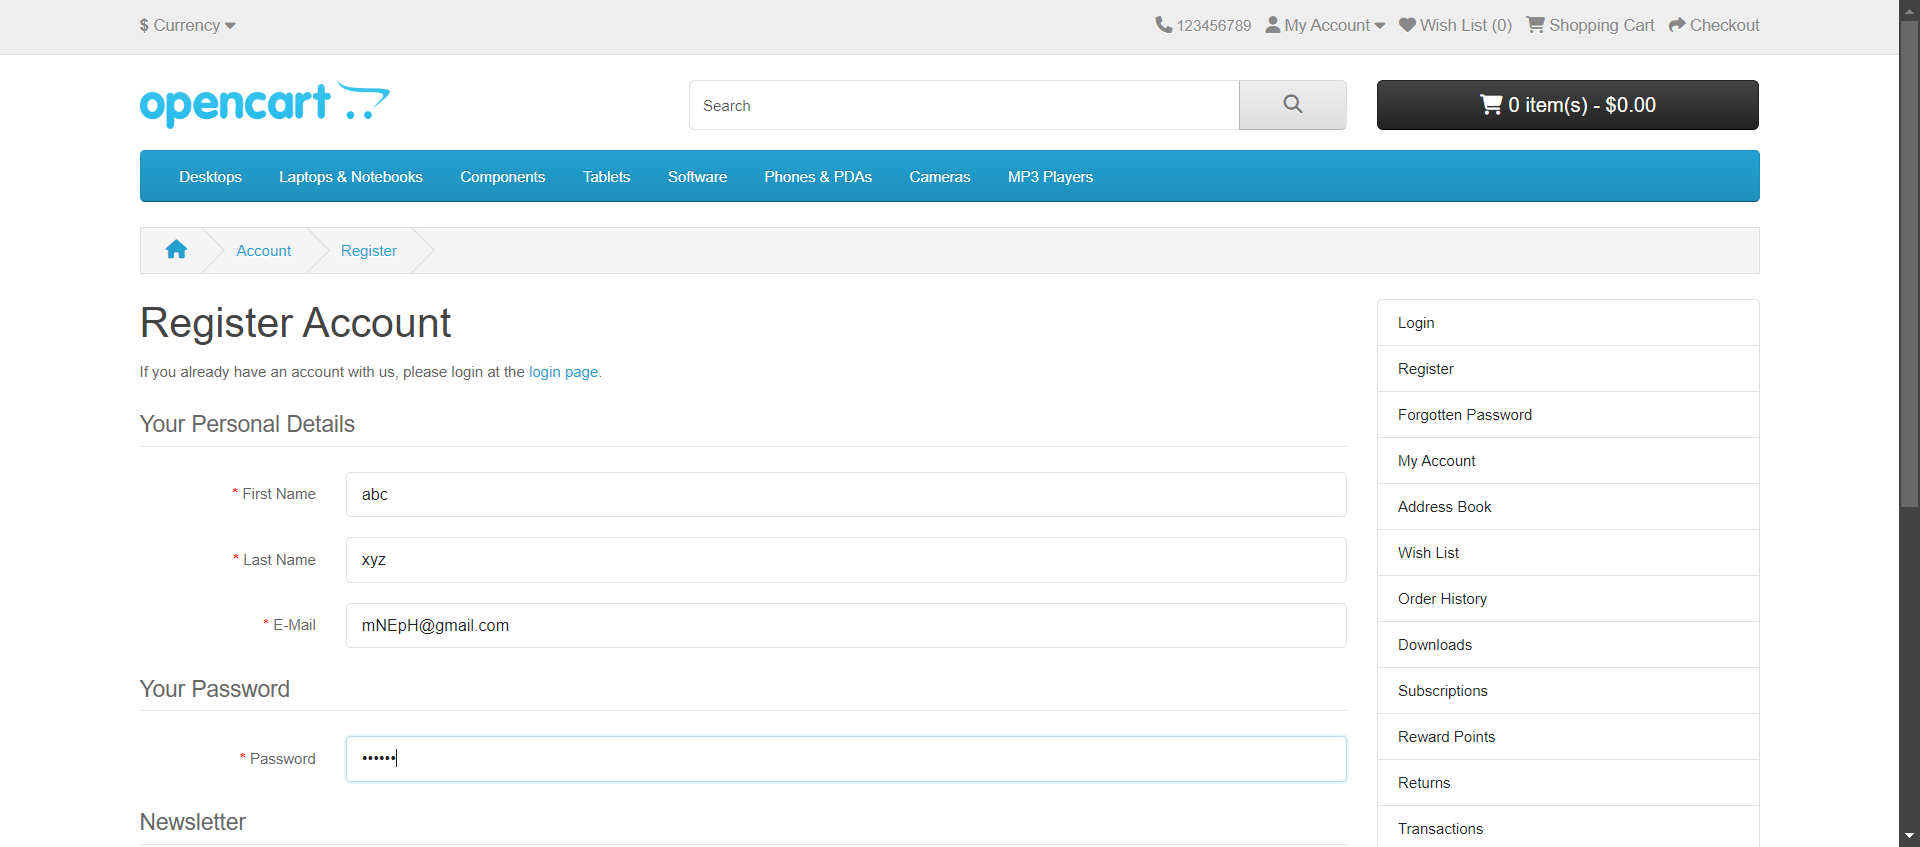 $ Currency
123456789 My Account Wish List (0) Shopping Cart Checkout
opencart
Search
0 item(s) - $0.00
Desktops Laptops & Notebooks Components Tablets Software Phones & PDAs Cameras MP3 Players
Account Register
Register Account
If you already have an account with us, please login at the login page.
Your Personal Details
* First Name abc
* Last Name xyz
* E-Mail mNEpH@gmail.com
Your Password
* Password ••••••
Newsletter
Login
Register
Forgotten Password
My Account
Address Book
Wish List
Order History
Downloads
Subscriptions
Reward Points
Returns
Transactions